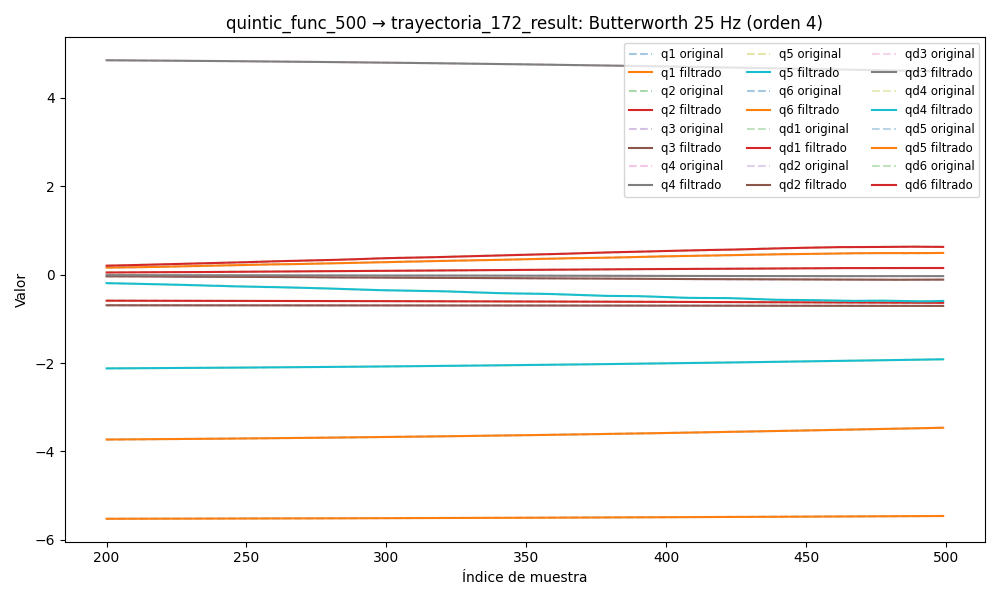 quintic_func_500 → trayectoria_172_result: Butterworth 25 Hz (orden 4)
q1 original
q1 filtrado
q2 original
q2 filtrado
q3 original
q3 filtrado
q4 original
q4 filtrado
q5 original
q5 filtrado
q6 original
q6 filtrado
qd1 original
qd1 filtrado
qd2 original
qd2 filtrado
qd3 original
qd3 filtrado
qd4 original
qd4 filtrado
qd5 original
qd5 filtrado
qd6 original
qd6 filtrado
Valor
4
2
0
−2
−4
−6
200
250
300
350
400
450
500
Índice de muestra